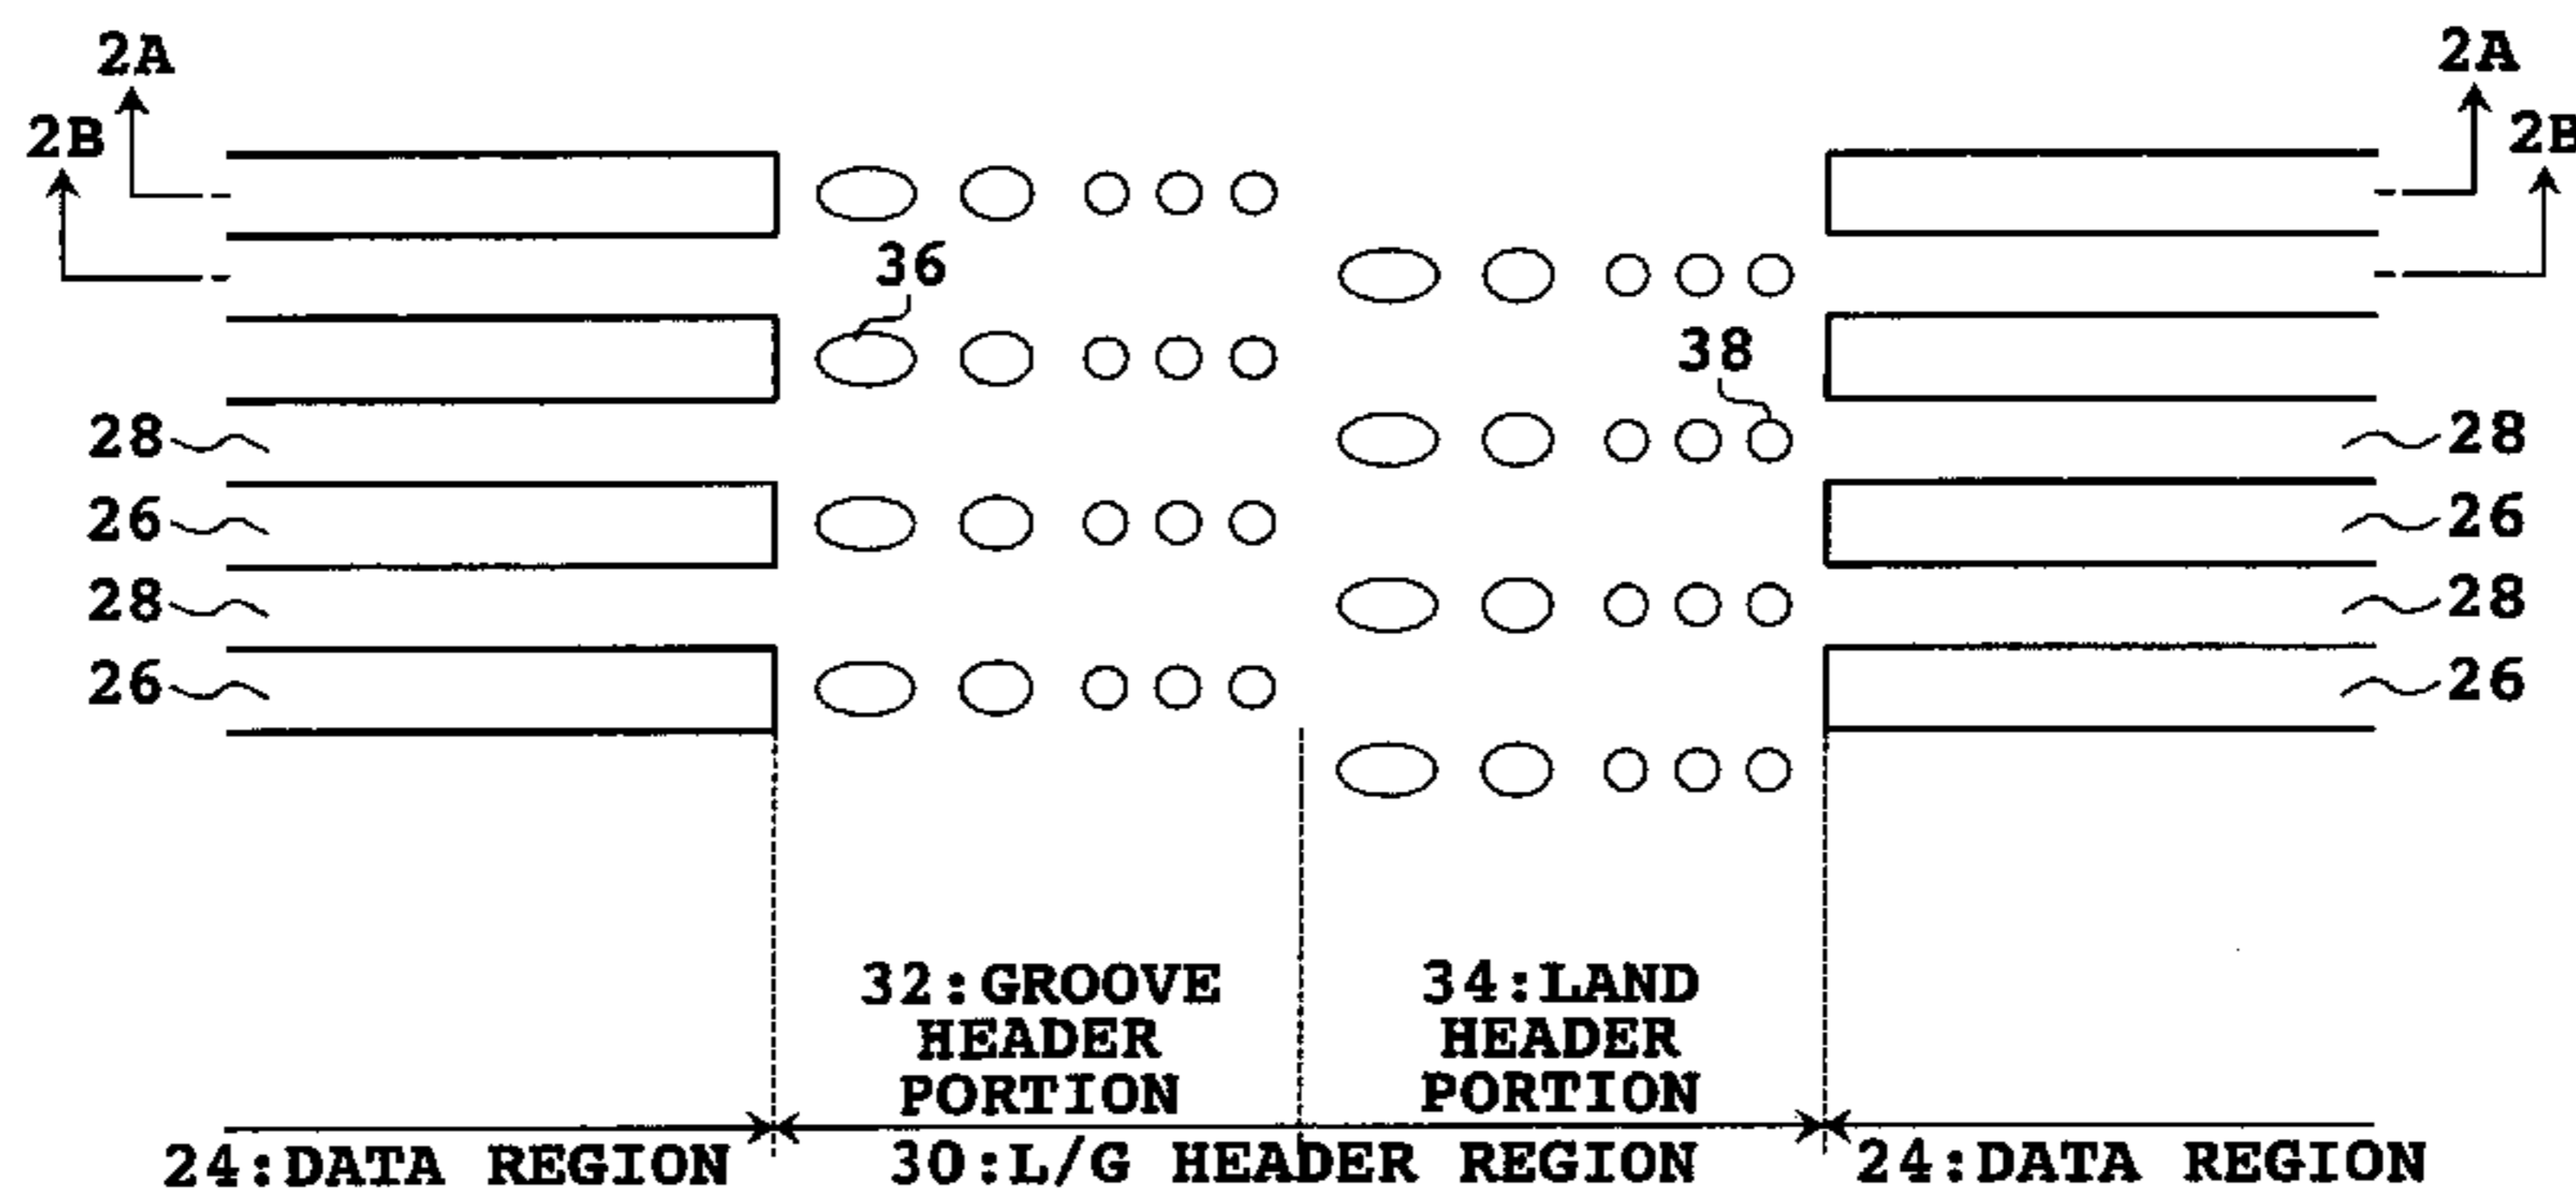 2A
2A
2B
2B
36
38
28
28
26
26
28
28
26
26
32:GROOVE HEADER PORTION
34:LAND HEADER PORTION
24:DATA REGION
30:L/G HEADER REGION
24:DATA REGION